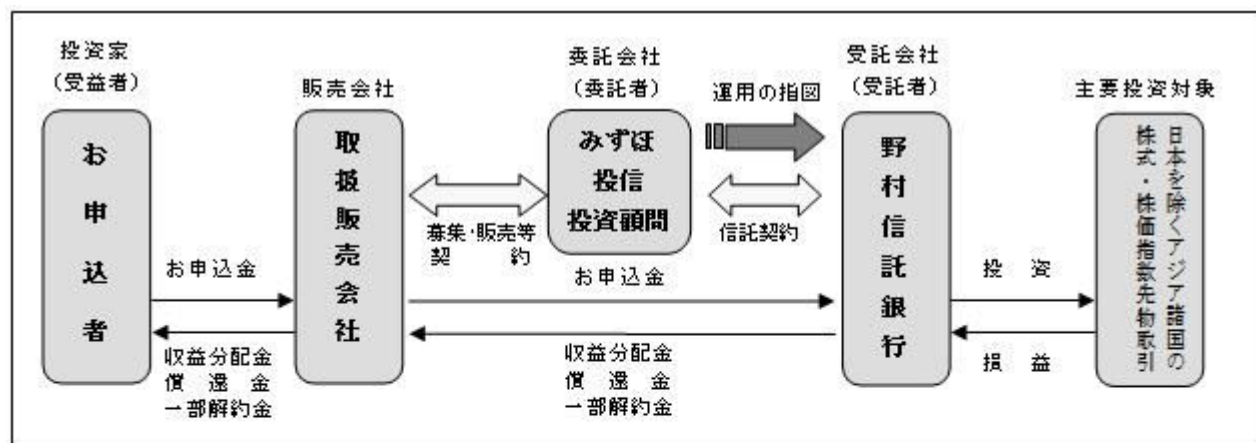 投資家
（受益者）
お申込者
お申込金
収益分配金
償還金
一部解約金
販売会社
取扱販売会社
募集・販売等
契約
委託会社
（委託者）
みずほ
投信
投資顧問
お申込金
収益分配金
償還金
一部解約金
運用の指図
信託契約
受託会社
（受託者）
野村信託銀行
投資
損益
主要投資対象
日本を除くアジア諸国の
株式・株価指数先物取引